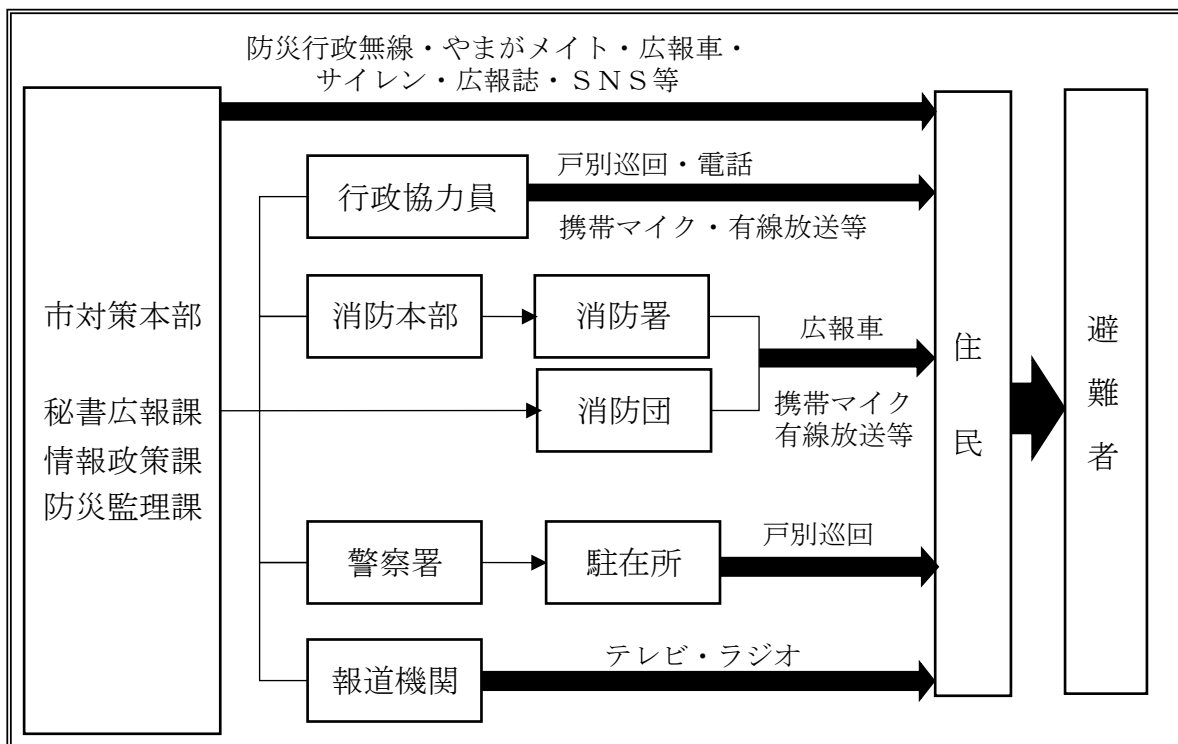 防災行政無線・やまがメイト・広報車・
サイレン・広報誌・ＳＮＳ等
市対策本部
秘書広報課
情報政策課
防災監理課
行政協力員
戸別巡回・電話
携帯マイク・有線放送等
消防本部
消防署
消防団
広報車
携帯マイク
有線放送等
警察署
駐在所
戸別巡回
報道機関
テレビ・ラジオ
住民
避難者